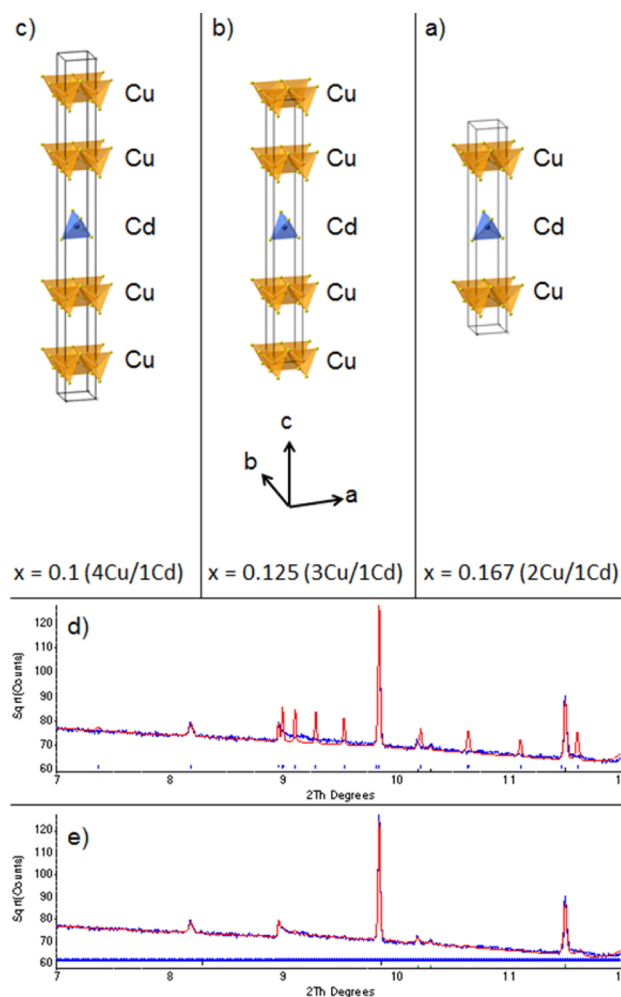 c)
b)
a)
Cu
Cu
Cd
Cu
Cu
Cu
Cu
Cd
Cu
Cu
Cu
Cd
Cu
c
b
a
x = 0.1 (4Cu/1Cd)
x = 0.125 (3Cu/1Cd)
x = 0.167 (2Cu/1Cd)
d)
Sqrt(Counts)
120
110
100
90
80
70
60
7 8 9 10 11 12
2Th Degrees
e)
Sqrt(Counts)
120
110
100
90
80
70
60
7 8 9 10 11
2Th Degrees